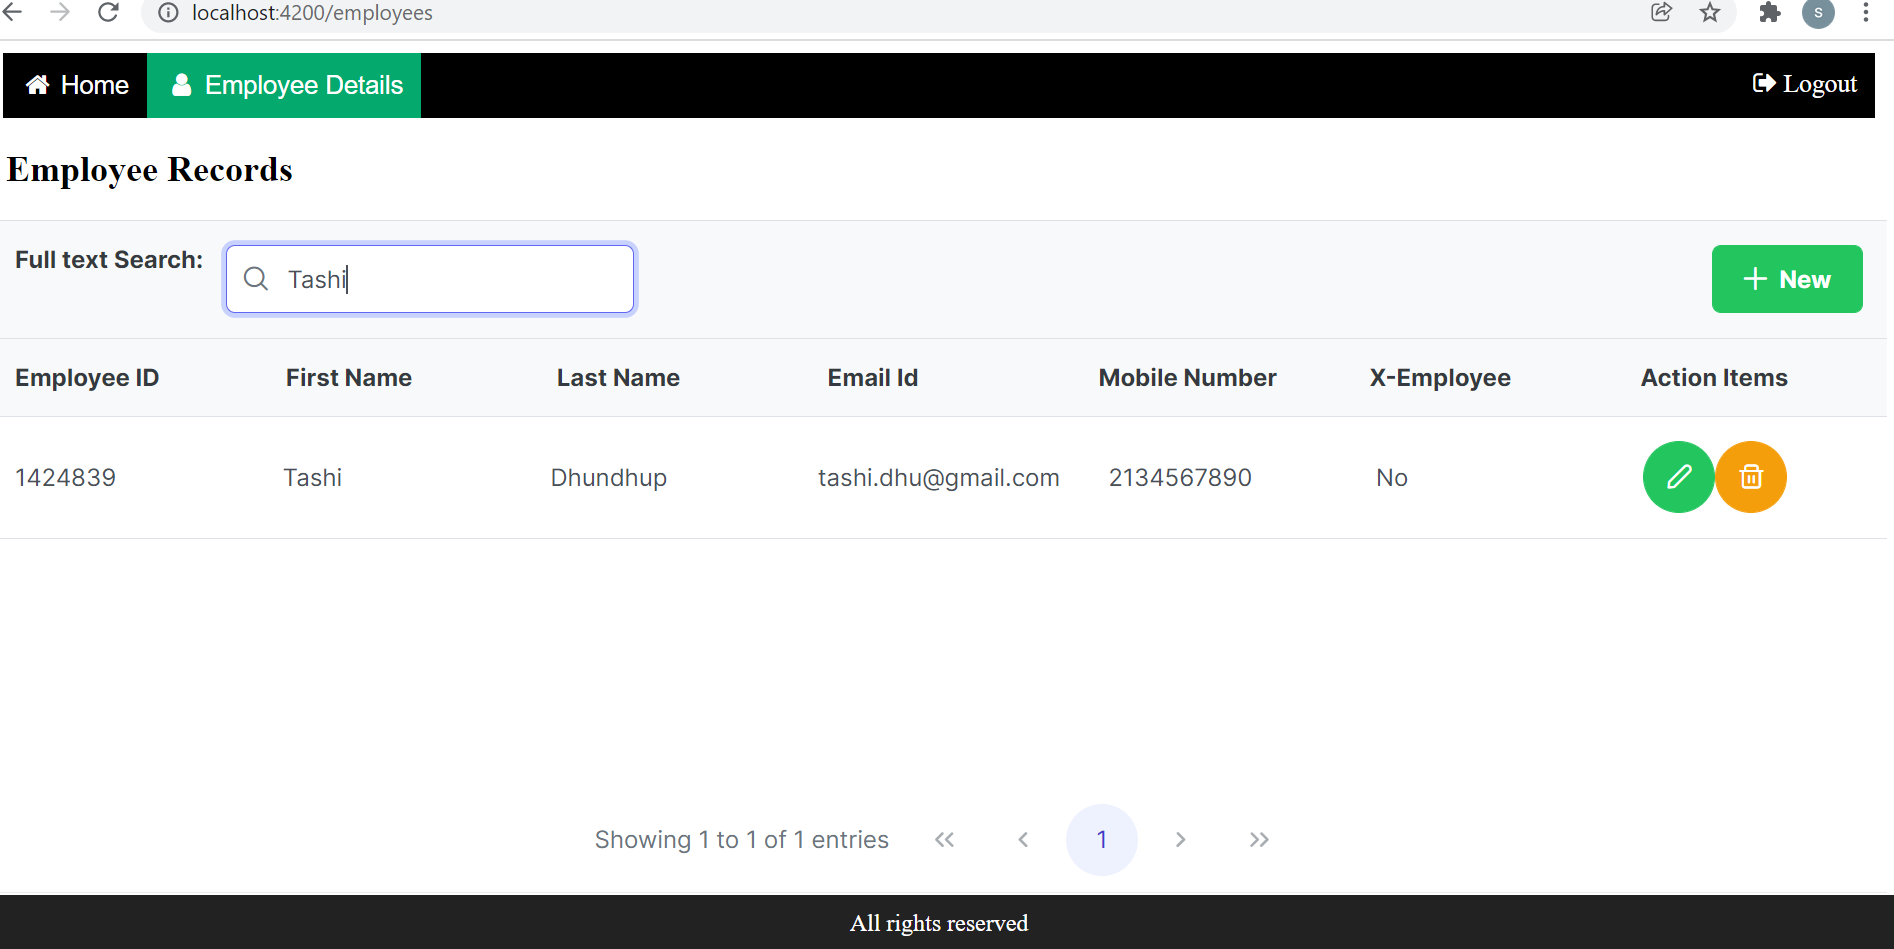 localhost:4200/employees
S
Home Employee Details Logout
Employee Records
Full text Search: Tashi New
Employee ID First Name Last Name Email Id Mobile Number X-Employee Action Items
1424839 Tashi Dhundhup tashi.dhu@gmail.com 2134567890 No
Showing 1 to 1 of 1 entries « ‹ 1 › »
All rights reserved